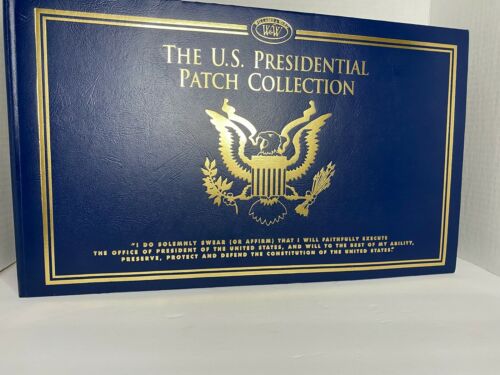 WILLABEE & WARD
W&W
THE U.S. PRESIDENTIAL
PATCH COLLECTION
"I DO SOLEMNLY SWEAR (OR AFFIRM) THAT I WILL FAITHFULLY EXECUTE
THE OFFICE OF PRESIDENT OF THE UNITED STATES, AND WILL TO THE BEST OF MY ABILITY,
PRESERVE, PROTECT AND DEFEND THE CONSTITUTION OF THE UNITED STATES."